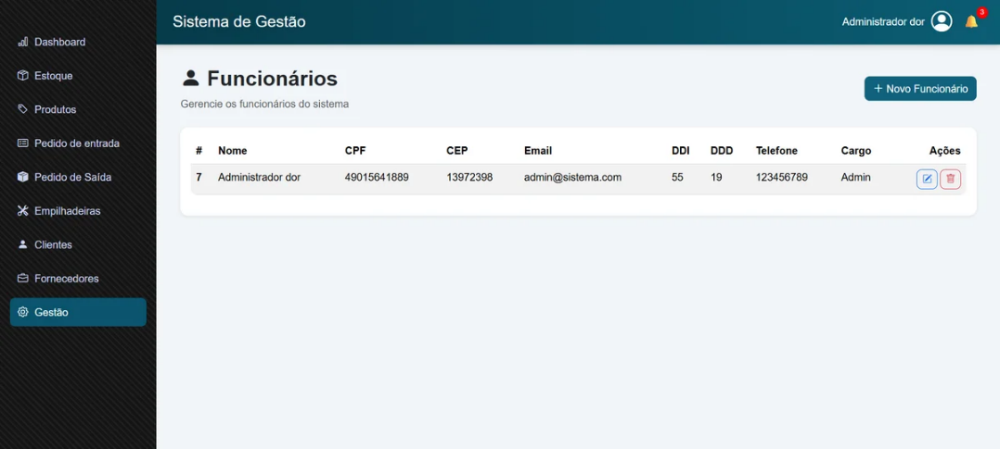 Sistema de Gestão
Administrador dor
3
Dashboard
Estoque
Produtos
Pedido de entrada
Pedido de Saída
Empilhadeiras
Clientes
Fornecedores
Gestão
Funcionários
Gerencie os funcionários do sistema
+ Novo Funcionário
# Nome CPF CEP Email DDI DDD Telefone Cargo Ações
7 Administrador dor 49015641889 13972398 admin@sistema.com 55 19 123456789 Admin